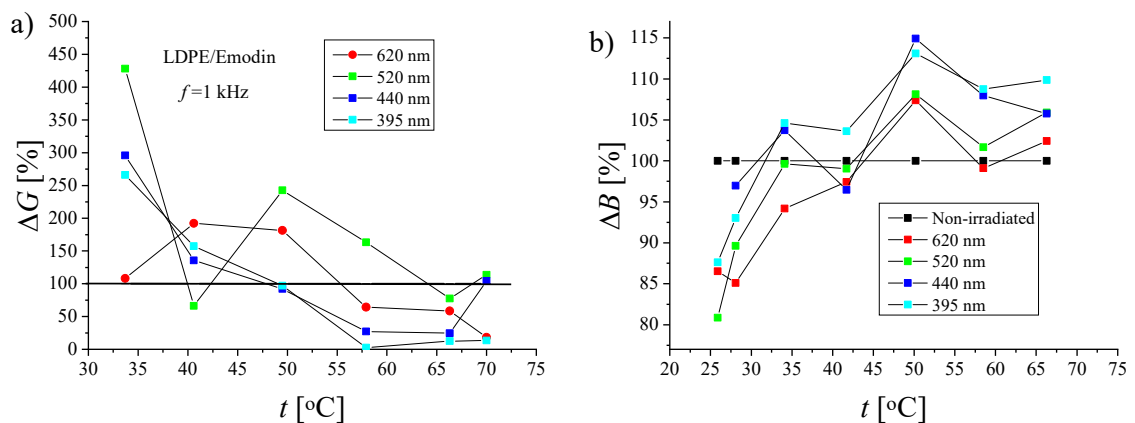 a)
ΔG [%]
500
450
400
350
300
250
200
150
100
50
0
LDPE/Emodin
f=1 kHz
620 nm
520 nm
440 nm
395 nm
30 35 40 45 50 55 60 65 70 75
t [°C]
b)
ΔB [%]
115
110
105
100
95
90
85
80
Non-irradiated
620 nm
520 nm
440 nm
395 nm
20 25 30 35 40 45 50 55 60 65 70 75
t [°C]